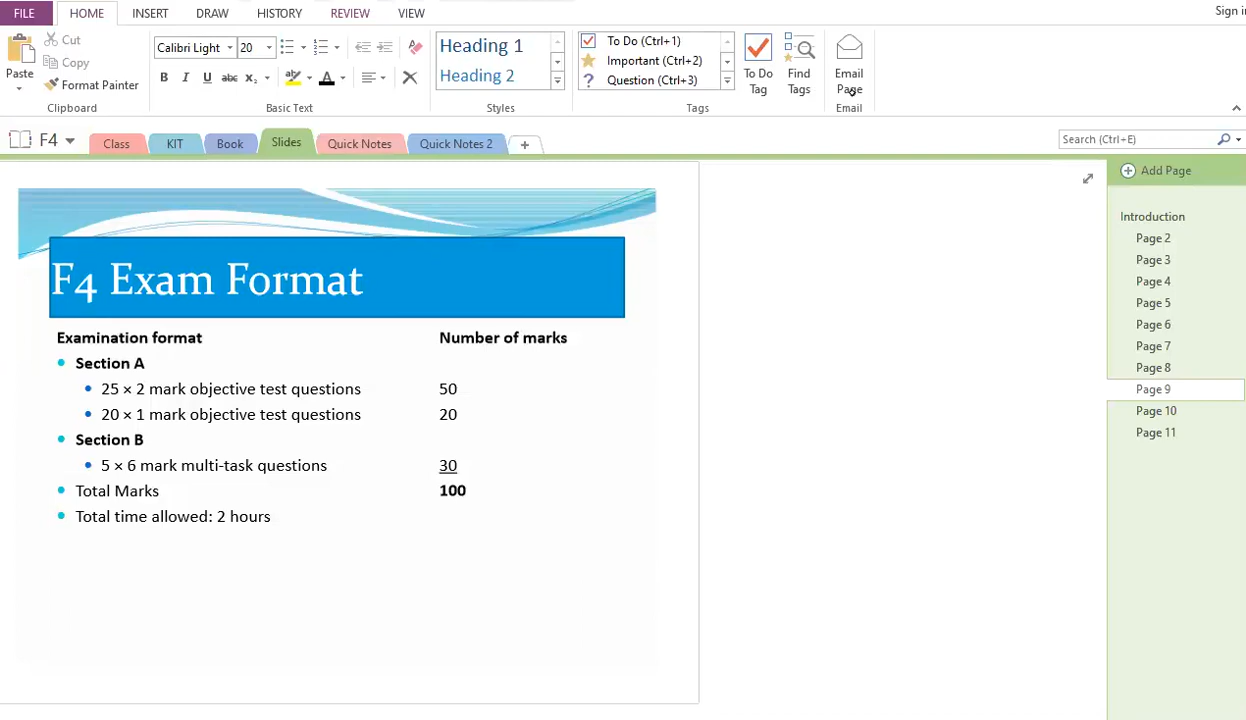 FILE HOME INSERT DRAW HISTORY REVIEW VIEW
Cut
Copy
Format Painter
Paste
Clipboard
Calibri Light 20
B I U abc x₂ A
Basic Text
Heading 1
Heading 2
Styles
To Do (Ctrl+1)
Important (Ctrl+2)
Question (Ctrl+3)
To Do
Tag
Find
Tags
Tags
Email
Page
Email
F4 Class KIT Book Slides Quick Notes Quick Notes 2 +
Search (Ctrl+E)
F4 Exam Format
Examination format Number of marks
Section A
25 × 2 mark objective test questions 50
20 × 1 mark objective test questions 20
Section B
5 × 6 mark multi-task questions 30
Total Marks 100
Total time allowed: 2 hours
Add Page
Introduction
Page 2
Page 3
Page 4
Page 5
Page 6
Page 7
Page 8
Page 9
Page 10
Page 11